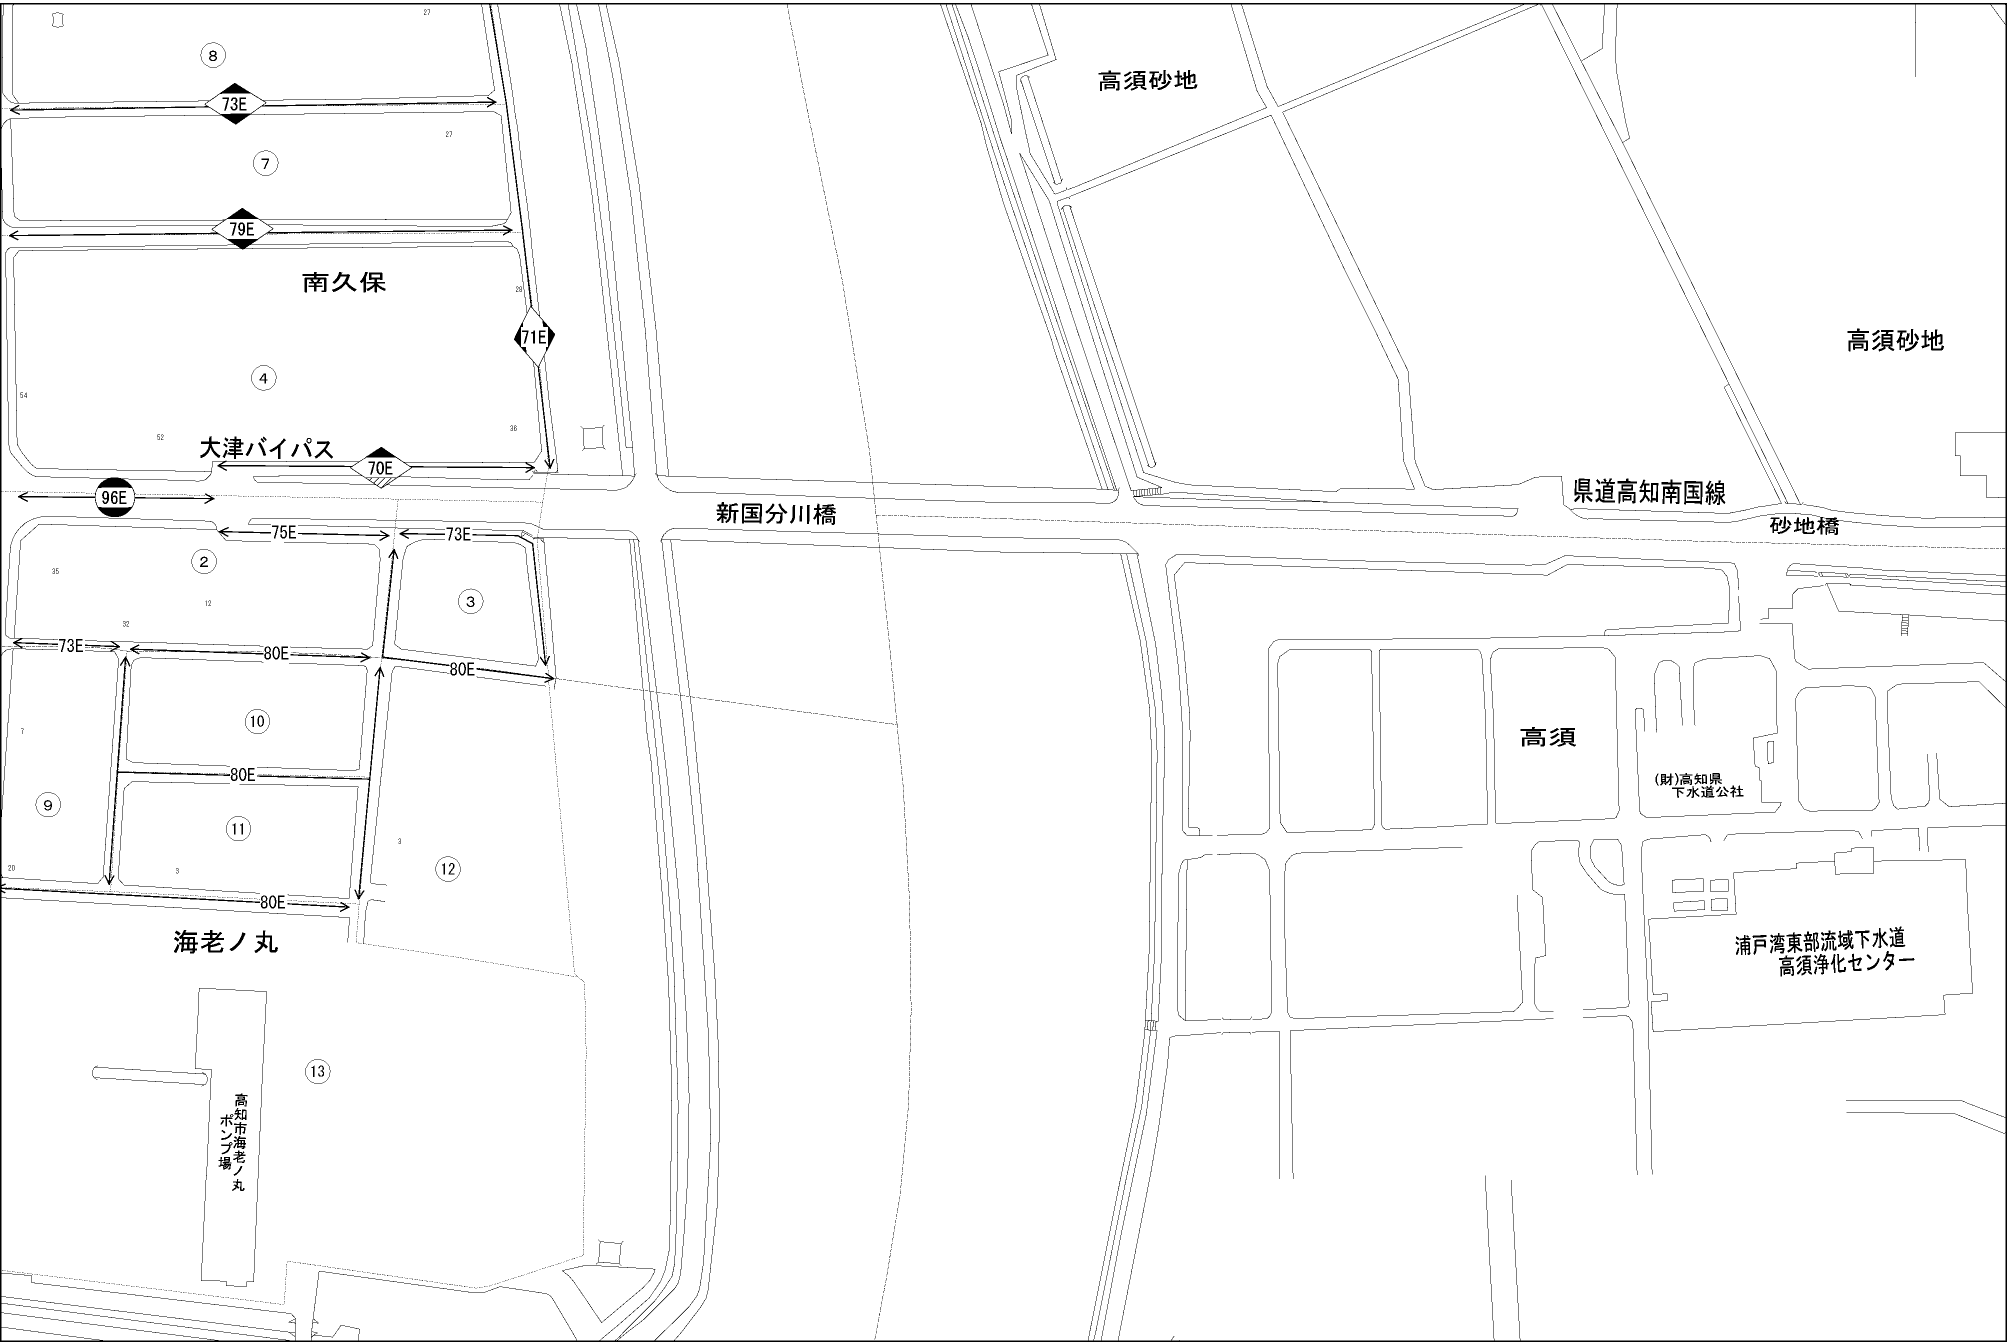 27
8
高須砂地
73E
27
7
79E
南久保
28
71E
高須砂地
4
54
36
52
大津バイパス
70E
96E
県道高知南国線
新国分川橋
砂地橋
75E
73E
2
35
3
12
32
73E
80E
80E
10
7
高須
80E
(財)高知県
下水道公社
9
11
3
20
3
12
80E
海老ノ丸
浦戸湾東部流域下水道
高須浄化センター
13
高知市海老ノ丸
ポンプ場